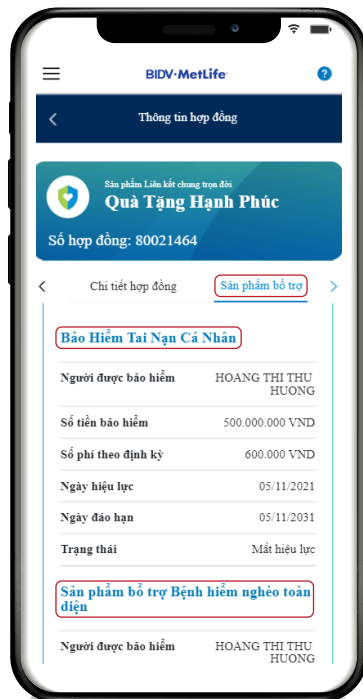 BIDV-MetLife
?
Thông tin hợp đồng
Sản phẩm Liên kết chung trọn đời
Quà Tặng Hạnh Phúc
Số hợp đồng: 80021464
Chi tiết hợp đồng
Sản phẩm bổ trợ
Bảo Hiểm Tai Nạn Cá Nhân
Người được bảo hiểm HOANG THI THU
HUONG
Số tiền bảo hiểm 500.000.000 VND
Số phí theo định kỳ 600.000 VND
Ngày hiệu lực 05/11/2021
Ngày đáo hạn 05/11/2031
Trạng thái Mất hiệu lực
Sản phẩm bổ trợ Bệnh hiểm nghèo toàn
diện
Người được bảo hiểm HOANG THI THU
HUONG